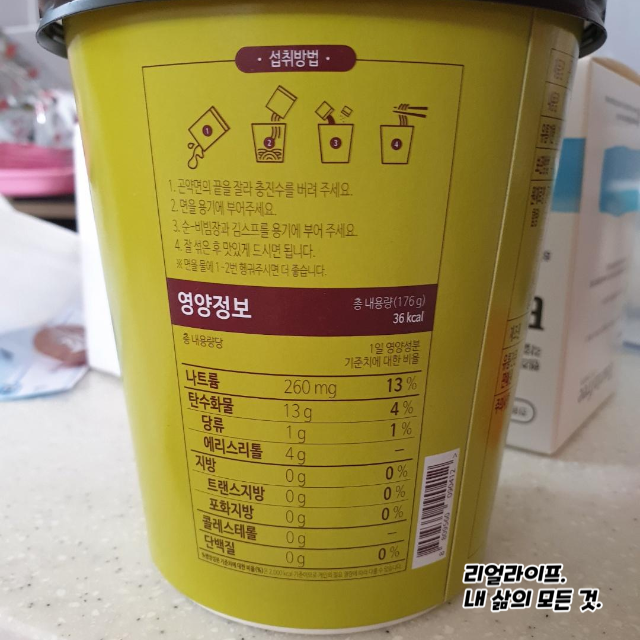 · 섭취방법 ·
1 2 3 4
1. 곤약면의 끝을 잘라 충진수를 버려 주세요.
2. 면을 용기에 부어주세요.
3. 순-비빔장과 김스프를 용기에 부어 주세요.
4. 잘 섞은 후 맛있게 드시면 됩니다.
※ 면을 물에 1-2번 헹궈주시면 더 좋습니다.
영양정보 총 내용량(176 g)
36 kcal
총 내용량당 1일 영양성분
기준치에 대한 비율
나트륨 260 mg 13 %
탄수화물 13 g 4 %
당류 1 g 1 %
에리스리톨 4 g –
지방 0 g 0 %
트랜스지방 0 g 0 %
포화지방 0 g 0 %
콜레스테롤 0 g –
단백질 0 g 0 %
리얼라이프.
내 삶의 모든 것.